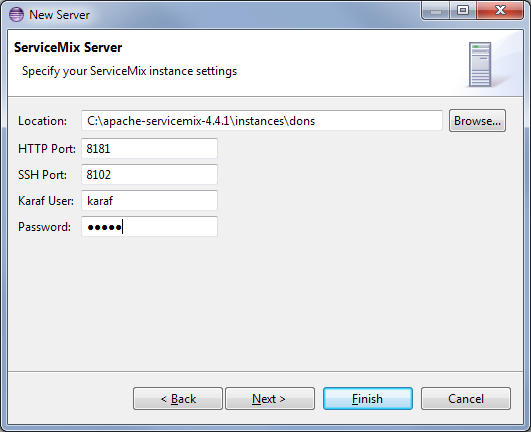 New Server
ServiceMix Server
Specify your ServiceMix instance settings
Location: C:\apache-servicemix-4.4.1\instances\dons Browse...
HTTP Port: 8181
SSH Port: 8102
Karaf User: karaf
Password: ●●●●●
< Back Next > Finish Cancel